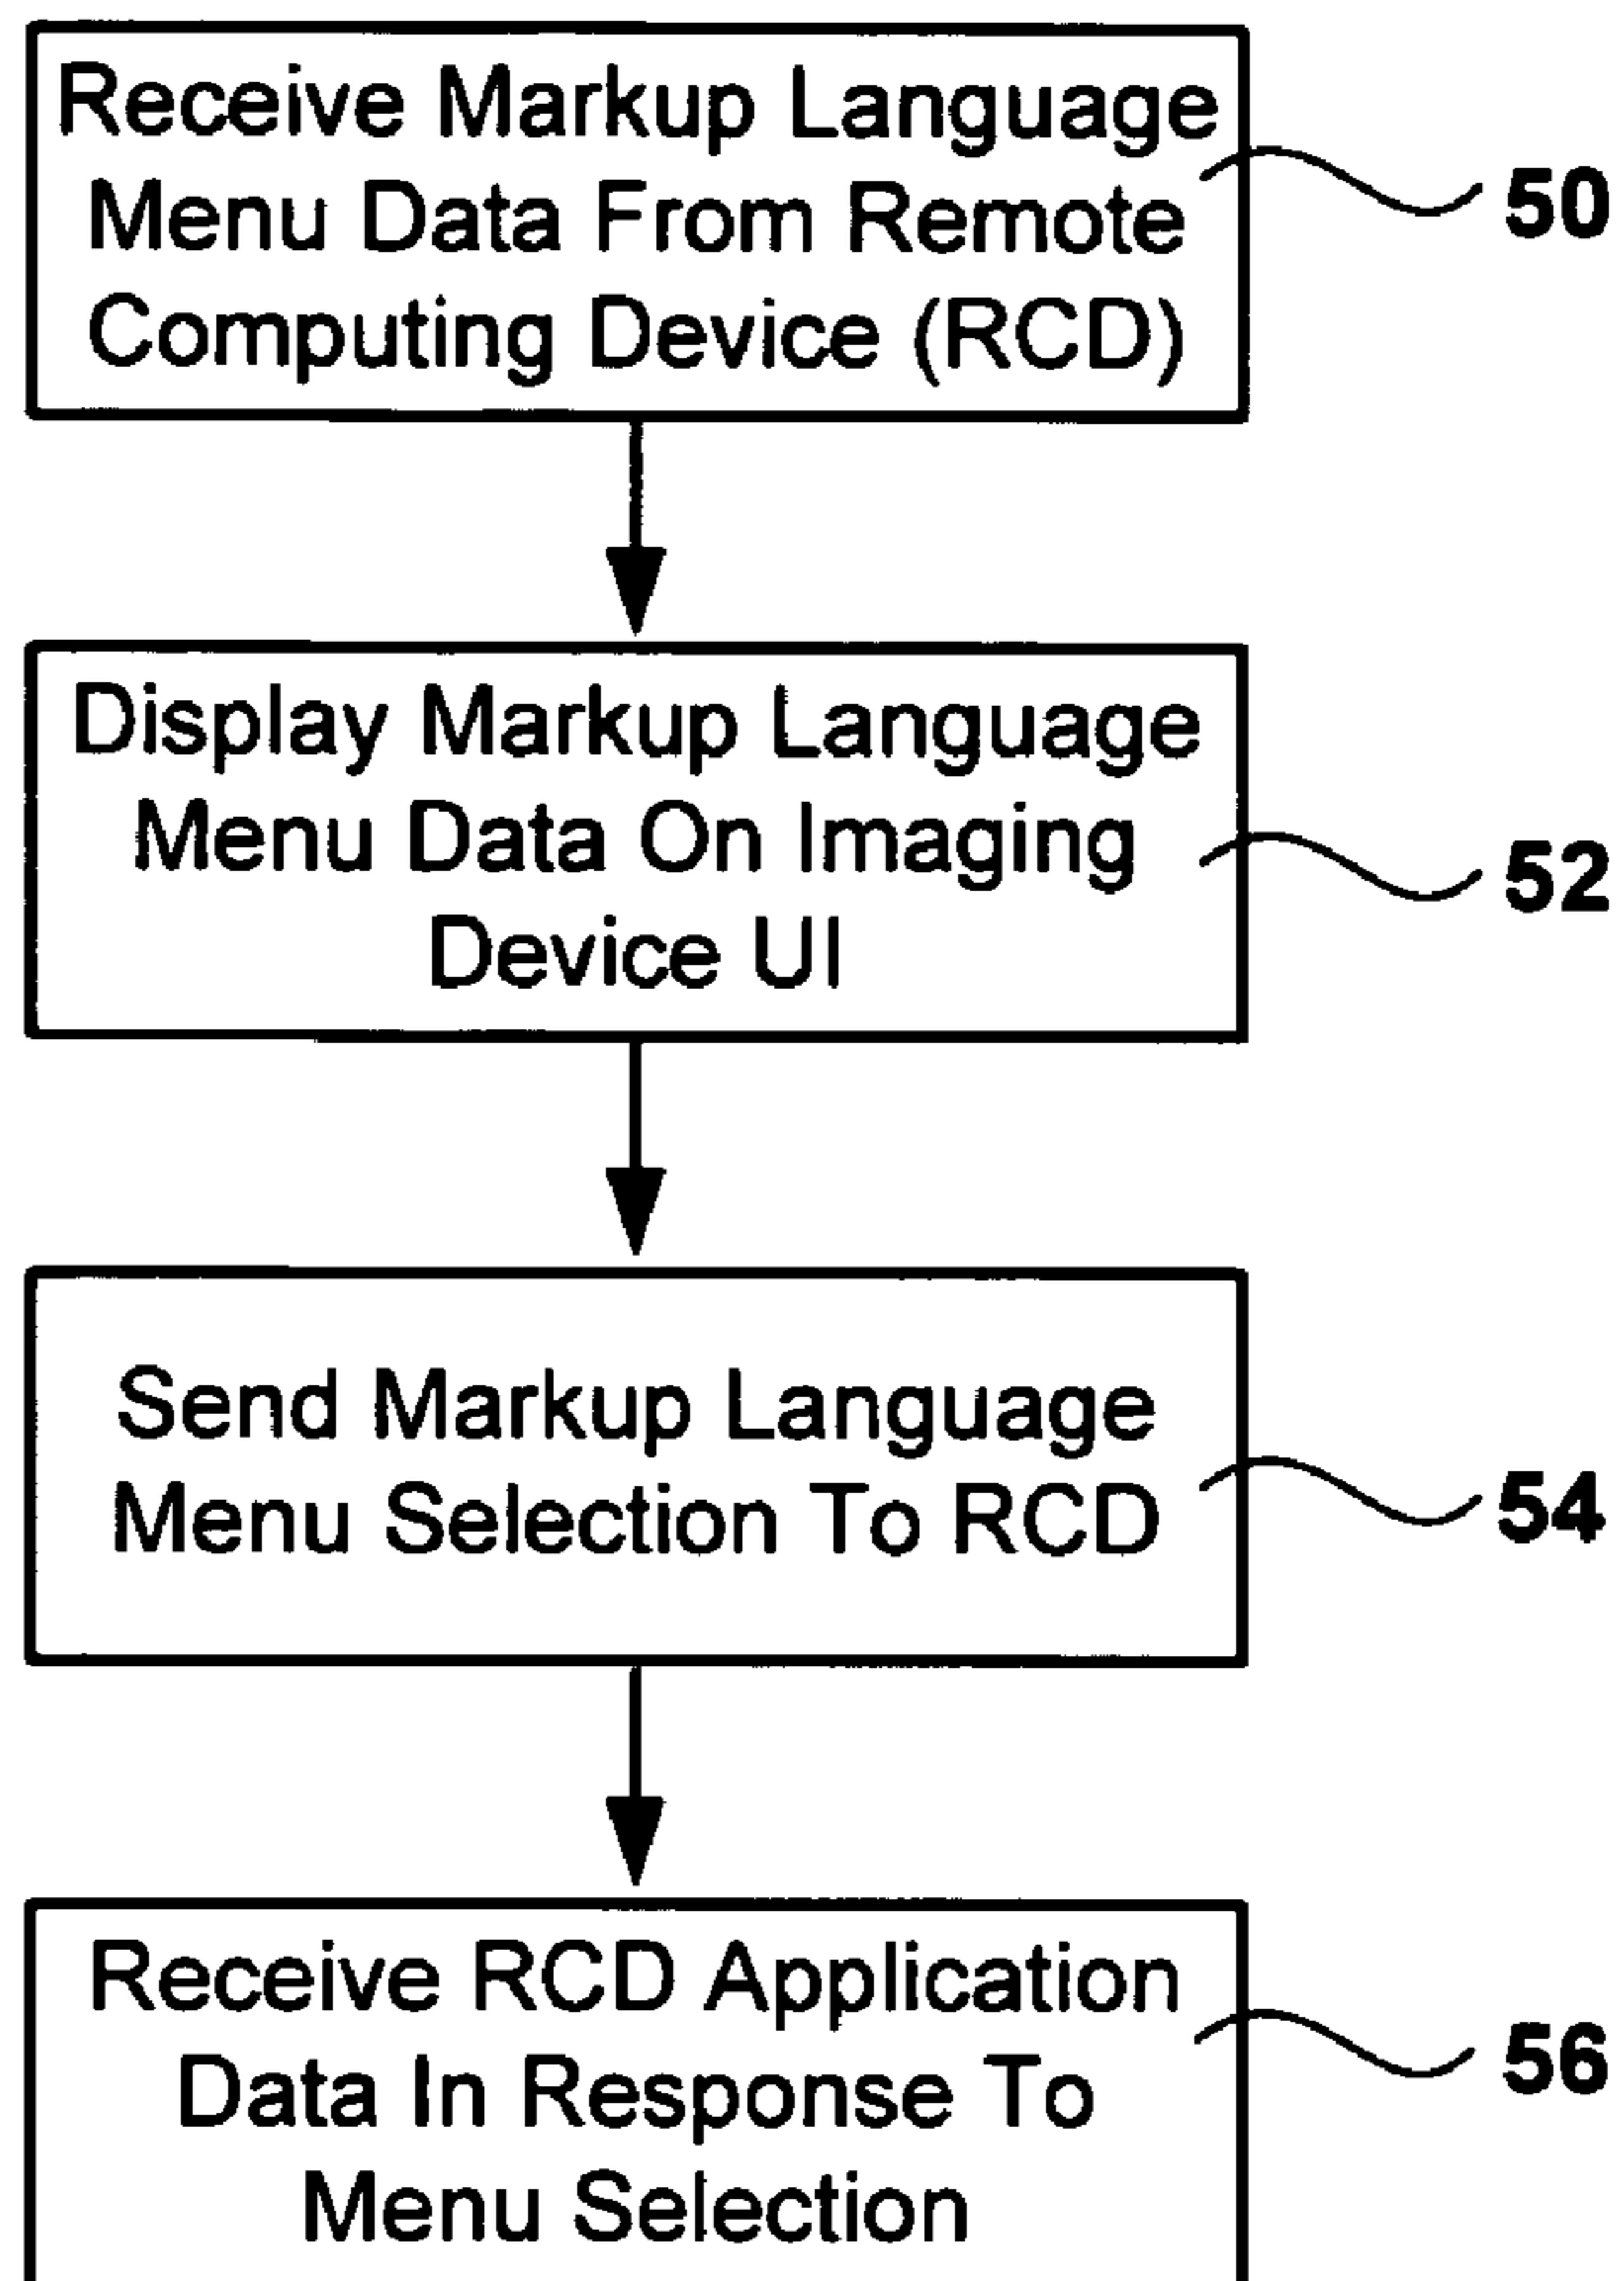 Receive Markup Language
Menu Data From Remote
Computing Device (RCD)
50
Display Markup Language
Menu Data On Imaging
Device UI
52
Send Markup Language
Menu Selection To RCD
54
Receive RCD Application
Data In Response To
Menu Selection
56